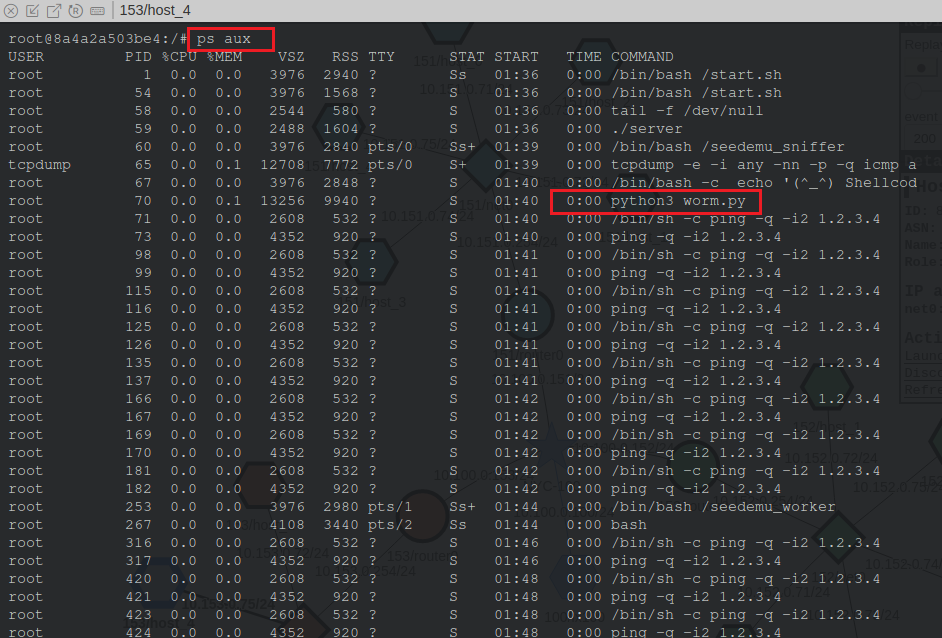 153/host_4
root@8a4a2a503be4:/# ps aux
USER PID %CPU %MEM VSZ RSS TTY STAT START TIME COMMAND
root 1 0.0 0.0 3976 2940 ? Ss 01:36 0:00 /bin/bash /start.sh
root 54 0.0 0.0 3976 1568 ? S 01:36 0:00 /bin/bash /start.sh
root 58 0.0 0.0 2544 580 ? S 01:36 0:00 tail -f /dev/null
root 59 0.0 0.0 2488 1604 ? S 01:36 0:00 ./server
root 60 0.0 0.0 3976 2840 pts/0 Ss+ 01:39 0:00 /bin/bash /seedemu_sniffer
tcpdump 65 0.0 0.1 12708 7772 pts/0 S+ 01:39 0:00 tcpdump -e -i any -nn -p -q icmp a
root 67 0.0 0.0 3976 2848 ? S 01:40 0:00 /bin/bash -c echo '(^_^) Shellcod
root 70 0.0 0.1 13256 9940 ? S 01:40 0:00 python3 worm.py
root 71 0.0 0.0 2608 532 ? S 01:40 0:00 /bin/sh -c ping -q -i2 1.2.3.4
root 73 0.0 0.0 4352 920 ? S 01:40 0:00 ping -q -i2 1.2.3.4
root 98 0.0 0.0 2608 532 ? S 01:41 0:00 /bin/sh -c ping -q -i2 1.2.3.4
root 99 0.0 0.0 4352 920 ? S 01:41 0:00 ping -q -i2 1.2.3.4
root 115 0.0 0.0 2608 532 ? S 01:41 0:00 /bin/sh -c ping -q -i2 1.2.3.4
root 116 0.0 0.0 4352 920 ? S 01:41 0:00 ping -q -i2 1.2.3.4
root 125 0.0 0.0 2608 532 ? S 01:41 0:00 /bin/sh -c ping -q -i2 1.2.3.4
root 126 0.0 0.0 4352 920 ? S 01:41 0:00 ping -q -i2 1.2.3.4
root 135 0.0 0.0 2608 532 ? S 01:41 0:00 /bin/sh -c ping -q -i2 1.2.3.4
root 137 0.0 0.0 4352 920 ? S 01:41 0:00 ping -q -i2 1.2.3.4
root 166 0.0 0.0 2608 532 ? S 01:42 0:00 /bin/sh -c ping -q -i2 1.2.3.4
root 167 0.0 0.0 4352 920 ? S 01:42 0:00 ping -q -i2 1.2.3.4
root 169 0.0 0.0 2608 532 ? S 01:42 0:00 /bin/sh -c ping -q -i2 1.2.3.4
root 170 0.0 0.0 4352 920 ? S 01:42 0:00 ping -q -i2 1.2.3.4
root 181 0.0 0.0 2608 532 ? S 01:42 0:00 /bin/sh -c ping -q -i2 1.2.3.4
root 182 0.0 0.0 4352 920 ? S 01:42 0:00 ping -q -i2 1.2.3.4
root 253 0.0 0.0 3976 2980 pts/1 Ss+ 01:44 0:00 /bin/bash /seedemu_worker
root 267 0.0 0.0 4108 3440 pts/2 Ss 01:44 0:00 bash
root 316 0.0 0.0 2608 532 ? S 01:46 0:00 /bin/sh -c ping -q -i2 1.2.3.4
root 317 0.0 0.0 4352 920 ? S 01:46 0:00 ping -q -i2 1.2.3.4
root 420 0.0 0.0 2608 532 ? S 01:48 0:00 /bin/sh -c ping -q -i2 1.2.3.4
root 421 0.0 0.0 4352 920 ? S 01:48 0:00 ping -q -i2 1.2.3.4
root 423 0.0 0.0 2608 532 ? S 01:48 0:00 /bin/sh -c ping -q -i2 1.2.3.4
root 424 0.0 0.0 4352 920 ? S 01:48 0:00 ping -q -i2 1.2.3.4